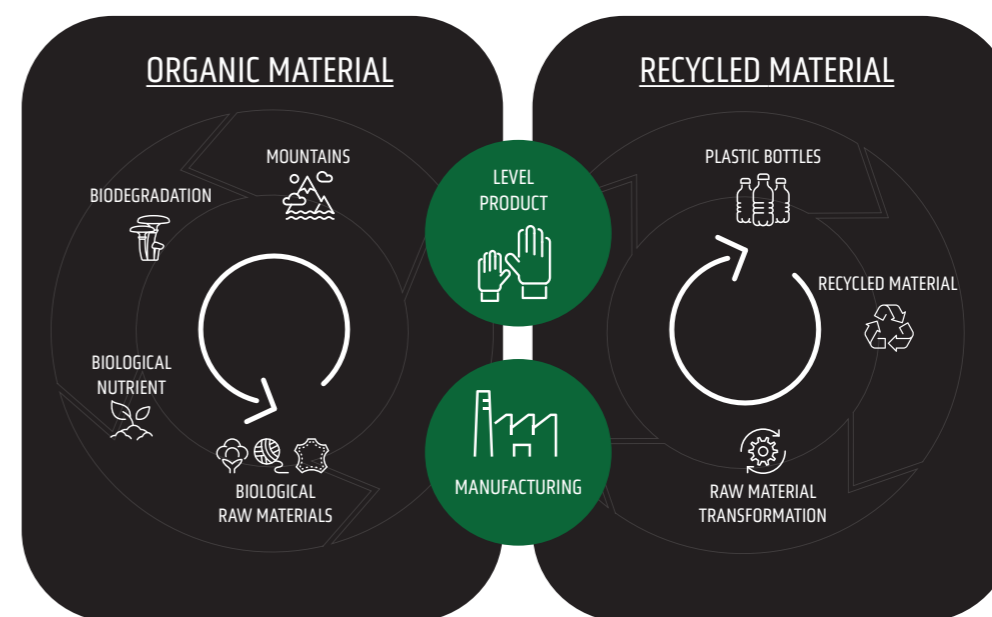 ORGANIC MATERIAL
MOUNTAINS
BIODEGRADATION
BIOLOGICAL
NUTRIENT
BIOLOGICAL
RAW MATERIALS
LEVEL
PRODUCT
MANUFACTURING
RECYCLED MATERIAL
PLASTIC BOTTLES
RECYCLED MATERIAL
RAW MATERIAL
TRANSFORMATION